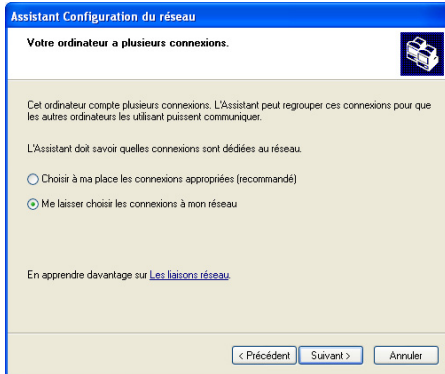 Assistant Configuration du réseau
Votre ordinateur a plusieurs connexions.
Cet ordinateur compte plusieurs connexions. L'Assistant peut regrouper ces connexions pour que
les autres ordinateurs les utilisant puissent communiquer.
L'Assistant doit savoir quelles connexions sont dédiées au réseau.
Choisir à ma place les connexions appropriées (recommandé)
Me laisser choisir les connexions à mon réseau
En apprendre davantage sur Les liaisons réseau.
< Précédent Suivant > Annuler